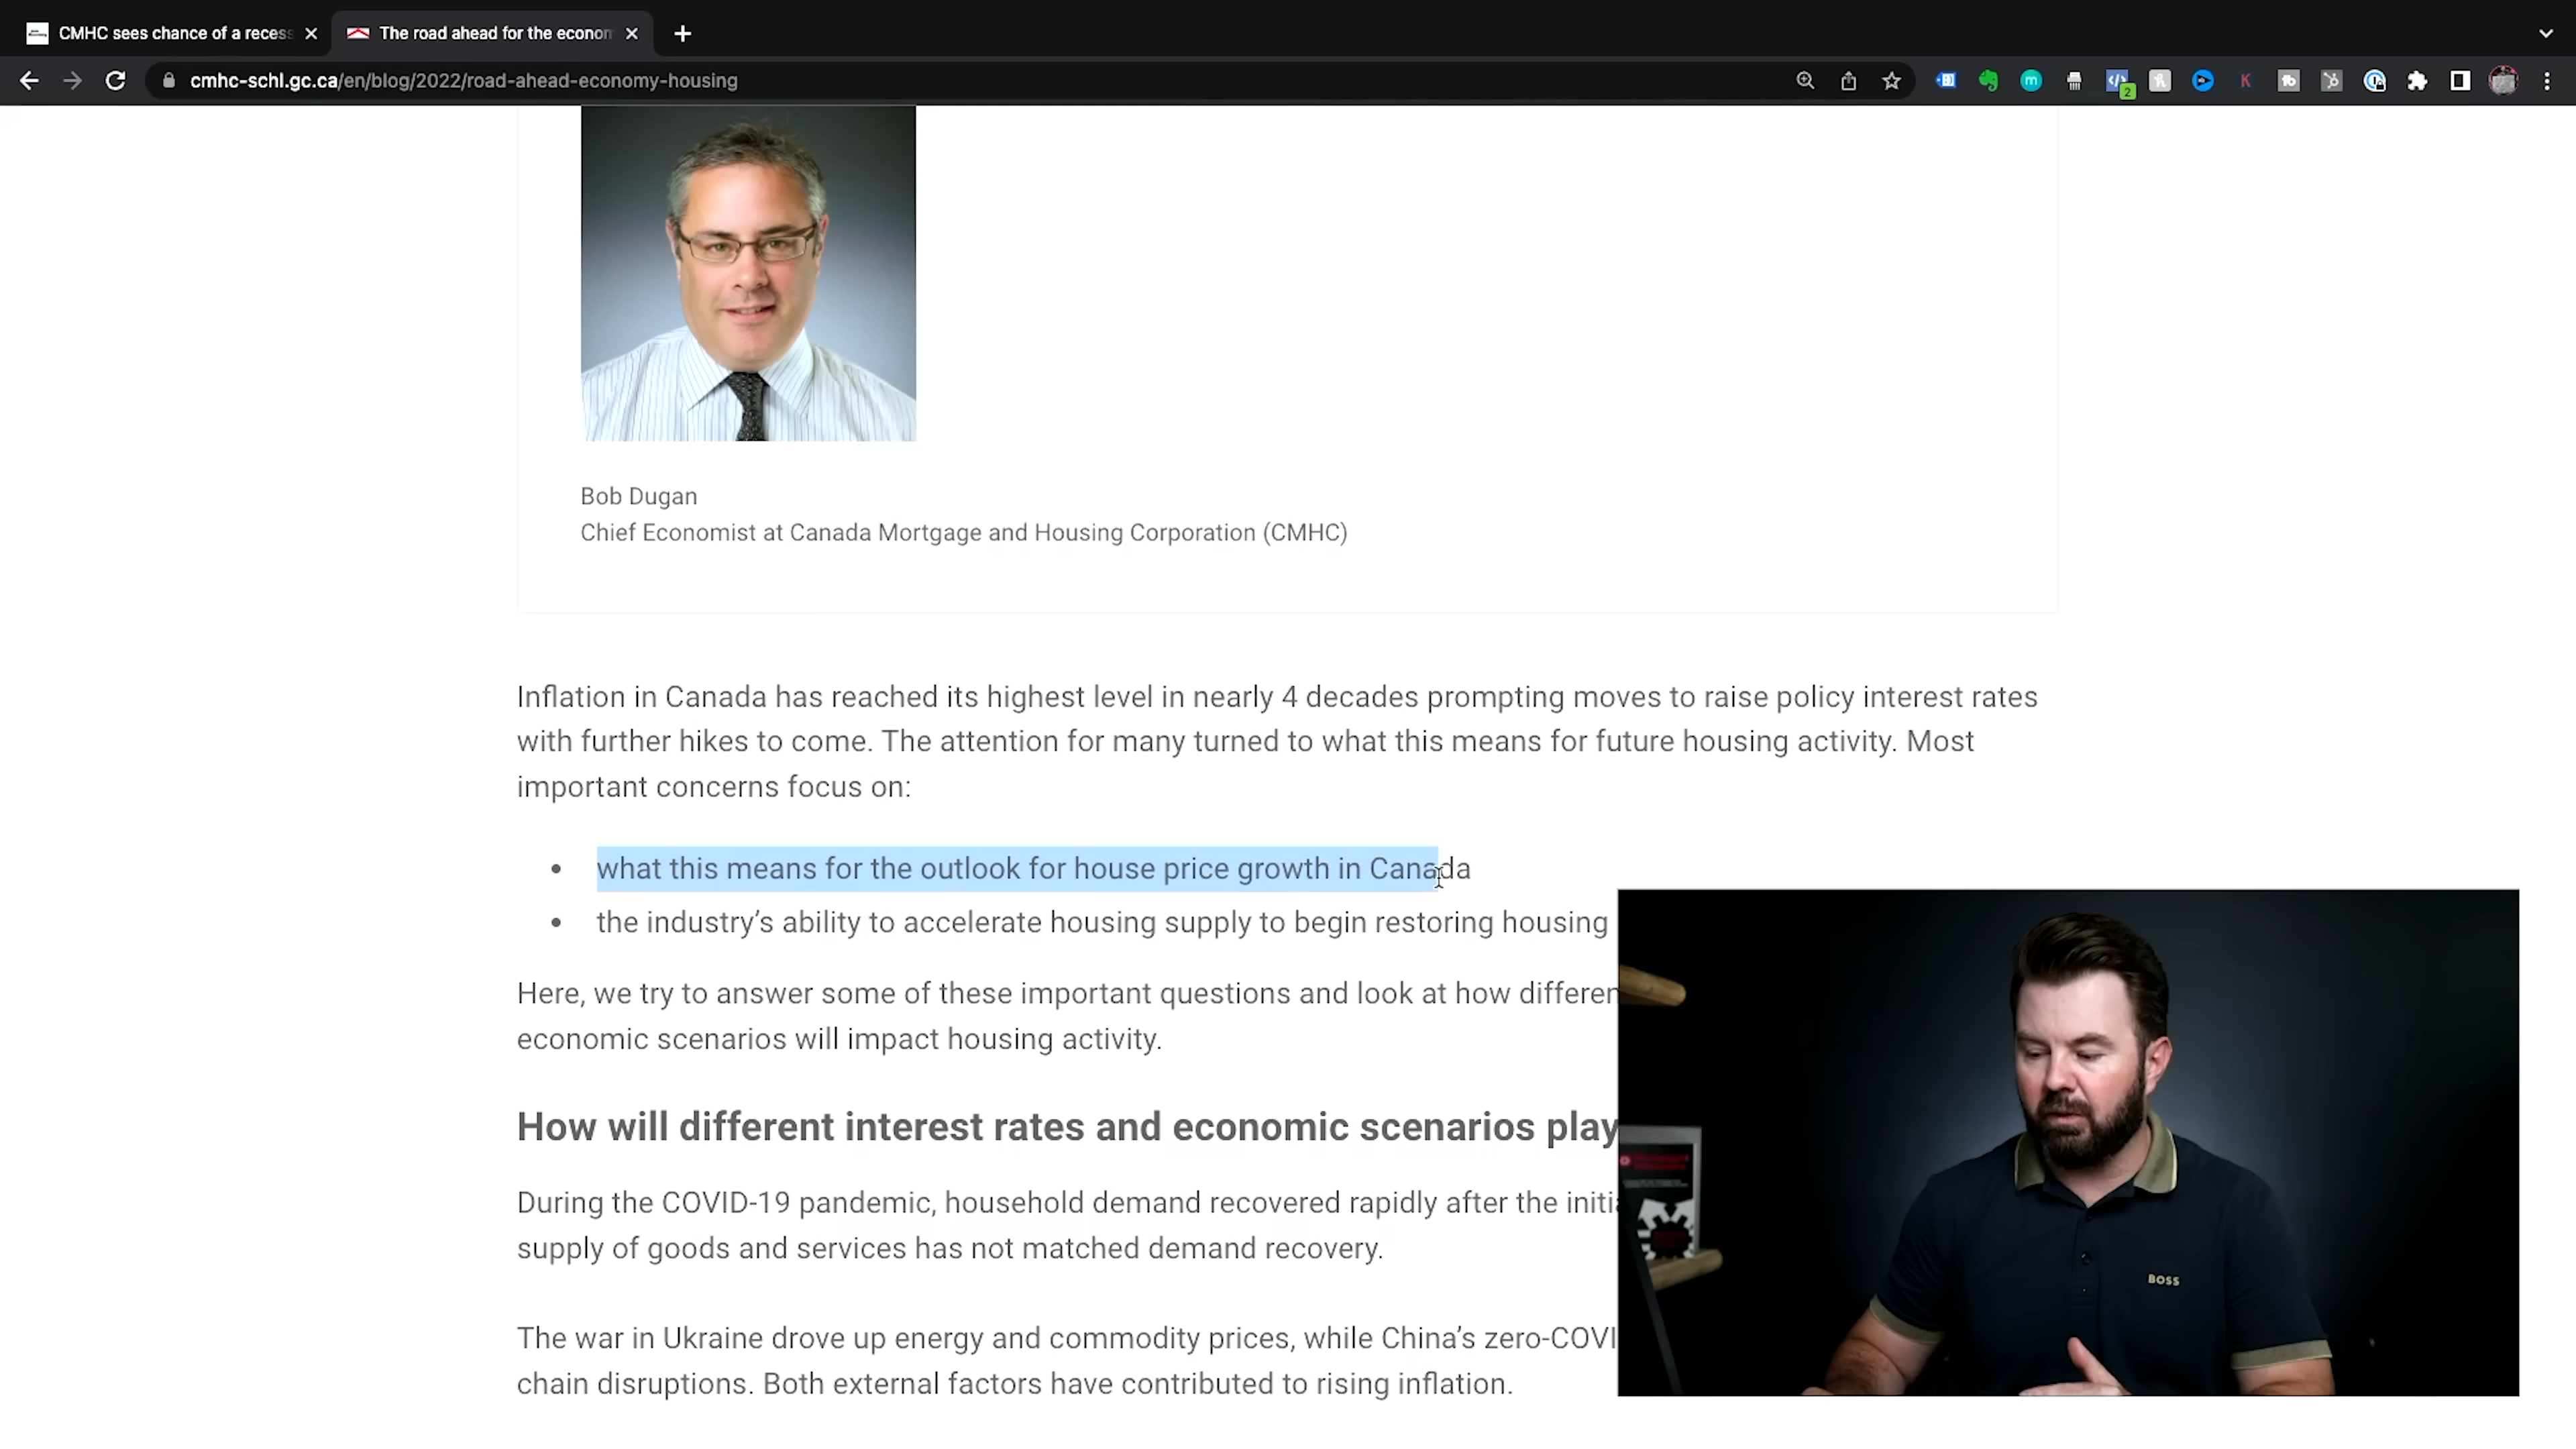 CMHC sees chance of a recess
The road ahead for the econom
cmhc-schl.gc.ca/en/blog/2022/road-ahead-economy-housing
2
Bob Dugan
Chief Economist at Canada Mortgage and Housing Corporation (CMHC)
Inflation in Canada has reached its highest level in nearly 4 decades prompting moves to raise policy interest rates
with further hikes to come. The attention for many turned to what this means for future housing activity. Most
important concerns focus on:
• what this means for the outlook for house price growth in Canada
• the industry’s ability to accelerate housing supply to begin restoring housing
Here, we try to answer some of these important questions and look at how differen
economic scenarios will impact housing activity.
How will different interest rates and economic scenarios play
During the COVID-19 pandemic, household demand recovered rapidly after the initia
supply of goods and services has not matched demand recovery.
The war in Ukraine drove up energy and commodity prices, while China’s zero-COVI
chain disruptions. Both external factors have contributed to rising inflation.
BOSS